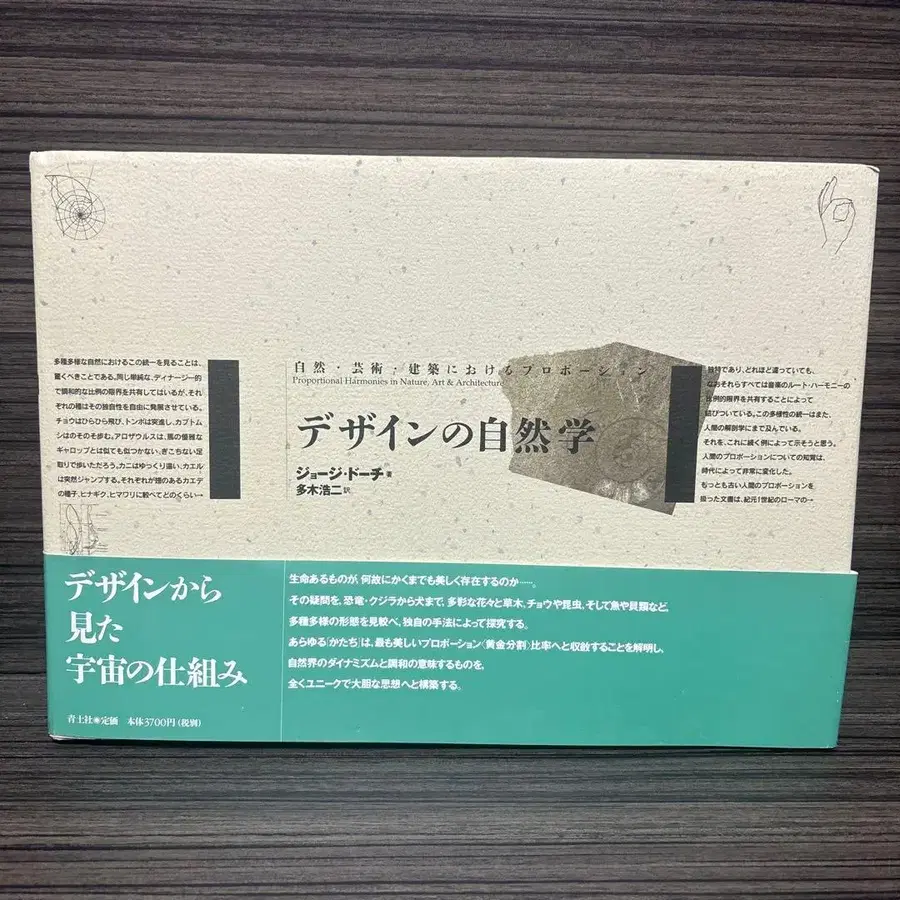 自然・芸術・建築におけるプロポーション
Proportional Harmonies in Nature, Art & Architecture
デザインの自然学
ジョージ・ドーチ 著
多木浩二 訳
多種多様な自然におけるこの統一を見ることは、
驚くべきことである。同じ単純な、ディナージー的
で調和的な比例の限界を共有してはいるが、それ
ぞれの種はその独自性を自由に発展させている。
チョウはひらひら飛び、トンボは突進し、カブトム
シはのそのそ歩む。アロザウルスは、馬の優雅な
ギャロップとは似ても似つかない、ぎこちない足
取りで歩いただろう。カニはゆっくり這い、カエル
は突然ジャンプする。それぞれが翅のあるカエデ
の種子、ヒナギク、ヒマワリに較べてどのくらい→
独特であり、どれほど違っていても、
なおそれらすべては音楽のルート・ハーモニーの
比例的限界を共有することによって
結びついている。この多様性の統一はまた、
人間の解剖学にまで及んでいる。
それを、これに続く例によって示そうと思う。
人間のプロポーションについての知覚は、
時代によって非常に変化した。
もっとも古い人間のプロポーションを
扱った文書は、紀元1世紀のローマの→
デザインから
見た
宇宙の仕組み
青土社◉定価 本体3700円(税別)
生命あるものが、何故にかくまでも美しく存在するのか……。
その疑問を、恐竜・クジラから犬まで、多彩な花々と草木、チョウや昆虫、そして魚や貝類など、
多種多様の形態を見較べ、独自の手法によって探究する。
あらゆる〈かたち〉は、最も美しいプロポーション〈黄金分割〉比率へと収斂することを解明し、
自然界のダイナミズムと調和の意味するものを、
全くユニークで大胆な思想へと構築する。